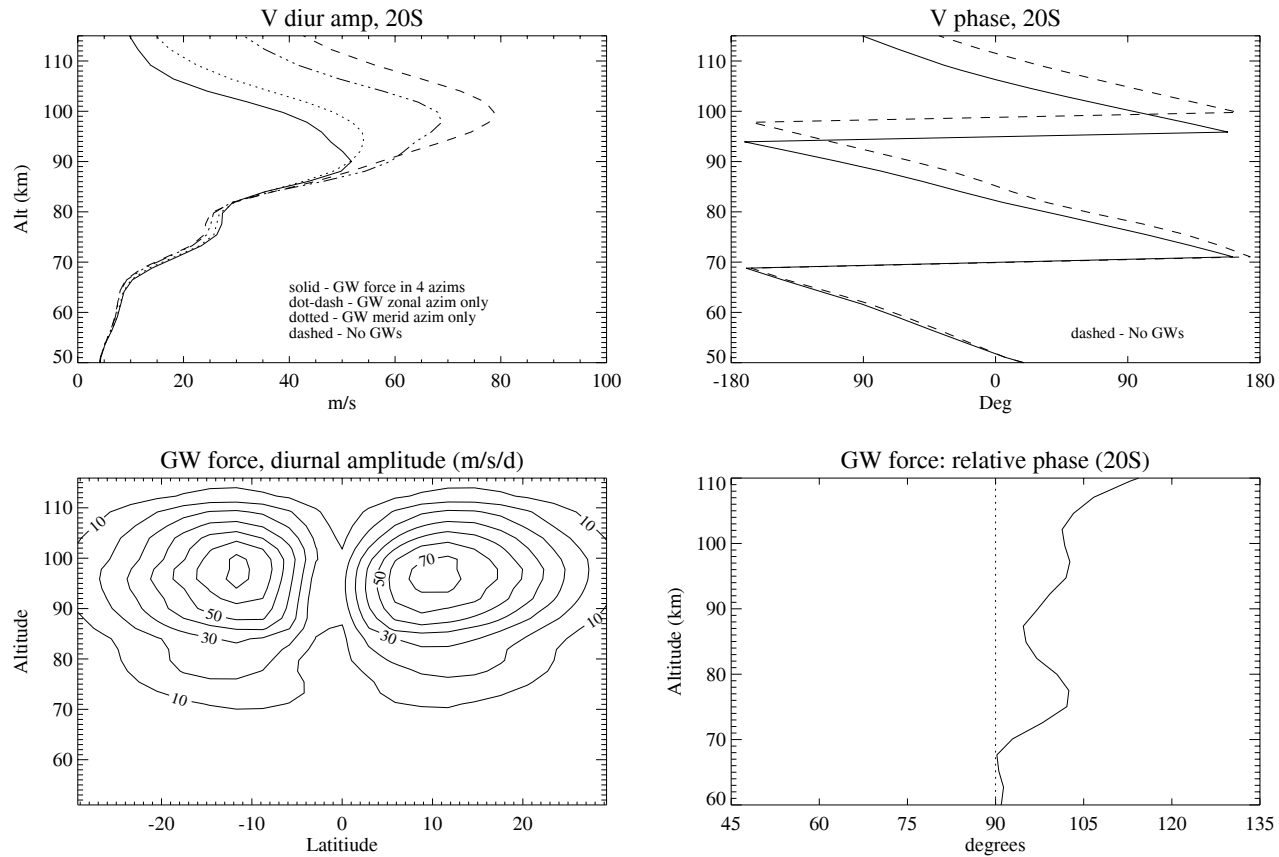 V diur amp, 20S
110
100
90
80
70
60
50
Alt (km)
solid - GW force in 4 azims
dot-dash - GW zonal azim only
dotted - GW merid azim only
dashed - No GWs
0 20 40 60 80 100
m/s
V phase, 20S
110
100
90
80
70
60
50
dashed - No GWs
-180 90 0 90 180
Deg
GW force, diurnal amplitude (m/s/d)
110
100
90
80
70
60
Altitude
10
10
70
50
50
30
30
10
10
-20 -10 0 10 20
Latitiude
GW force: relative phase (20S)
110
100
90
80
70
60
Altitude (km)
45 60 75 90 105 120 135
degrees